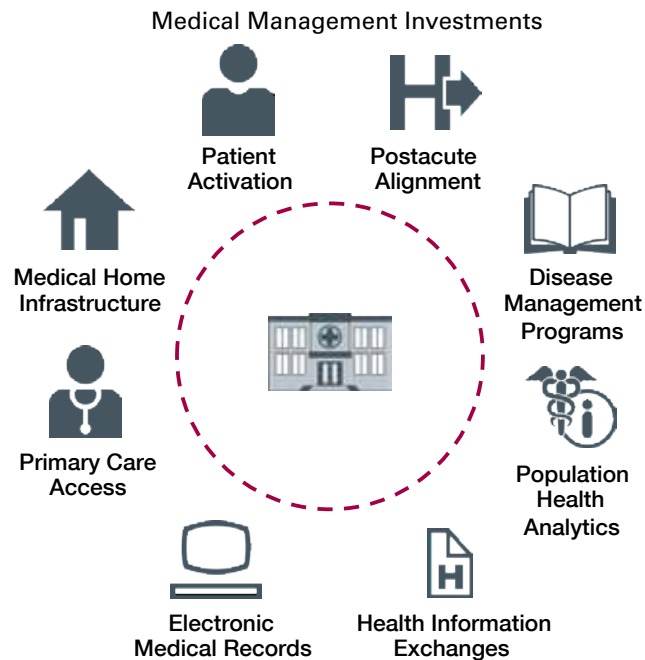 Medical Management Investments
Patient
Activation
Postacute
Alignment
Disease
Management
Programs
Population
Health
Analytics
Health Information
Exchanges
H
Electronic
Medical Records
Primary Care
Access
Medical Home
Infrastructure